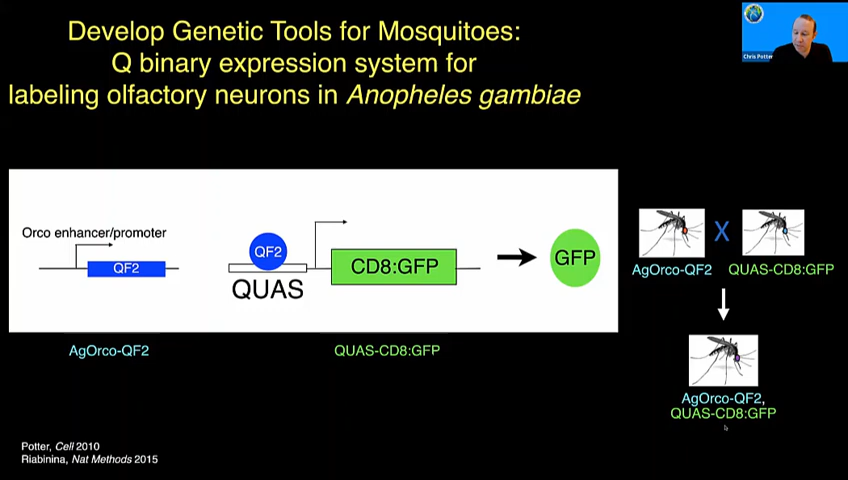 Develop Genetic Tools for Mosquitoes:
Q binary expression system for
labeling olfactory neurons in Anopheles gambiae
Chris Potter
Orco enhancer/promoter
QF2
QF2
QUAS
CD8:GFP
GFP
AgOrco-QF2
QUAS-CD8:GFP
X
AgOrco-QF2
QUAS-CD8:GFP
AgOrco-QF2,
QUAS-CD8:GFP
Potter, Cell 2010
Riabinina, Nat Methods 2015